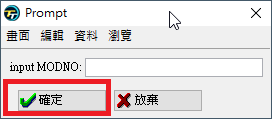 Prompt
畫面 編輯 資料 瀏覽
input MODNO:
確定 放棄